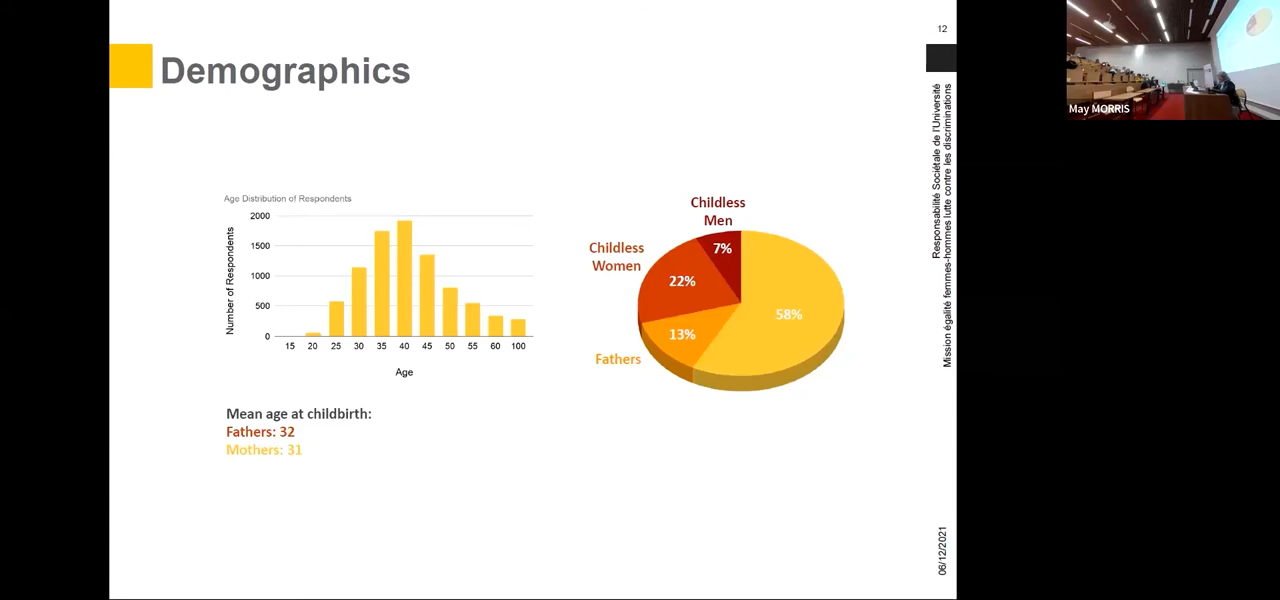 12
Demographics
Responsabilité Sociétale de l'Université
Mission égalité femmes-hommes lutte contre les discriminations
May MORRIS
Age Distribution of Respondents
Number of Respondents
2000
1500
1000
500
0
15 20 25 30 35 40 45 50 55 60 100
Age
Childless
Men
Childless
Women
7%
22%
58%
13%
Fathers
Mean age at childbirth:
Fathers: 32
Mothers: 31
06/12/2021